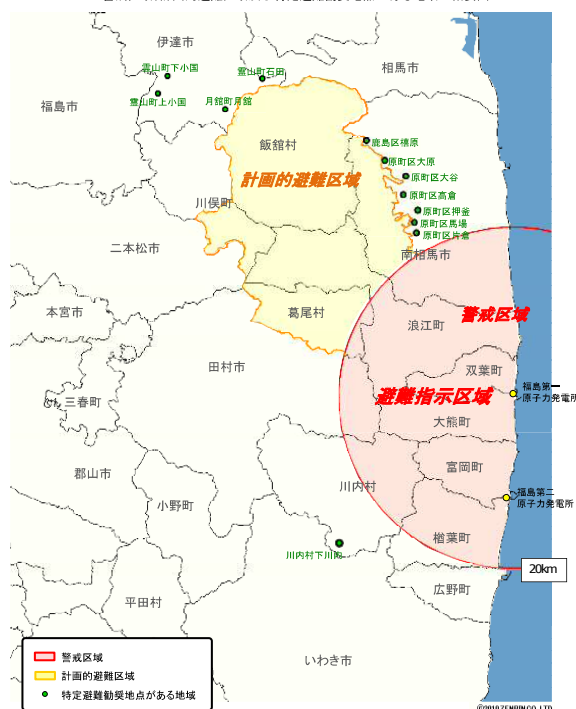 伊達市
相馬市
霊山町下小国
霊山町石田
福島市
霊山町上小国
月舘町月舘
飯舘村
鹿島区橲原
計画的避難区域
原町区大原
原町区大谷
原町区高倉
川俣町
原町区押釜
原町区馬場
原町区片倉
二本松市
南相馬市
葛尾村
本宮市
浪江町
警戒区域
田村市
双葉町
福島第一
原子力発電所
三春町
避難指示区域
大熊町
郡山市
富岡町
川内村
小野町
福島第二
原子力発電所
楢葉町
川内村下川内
20km
平田村
広野町
いわき市
警戒区域
計画的避難区域
特定避難勧奨地点がある地域